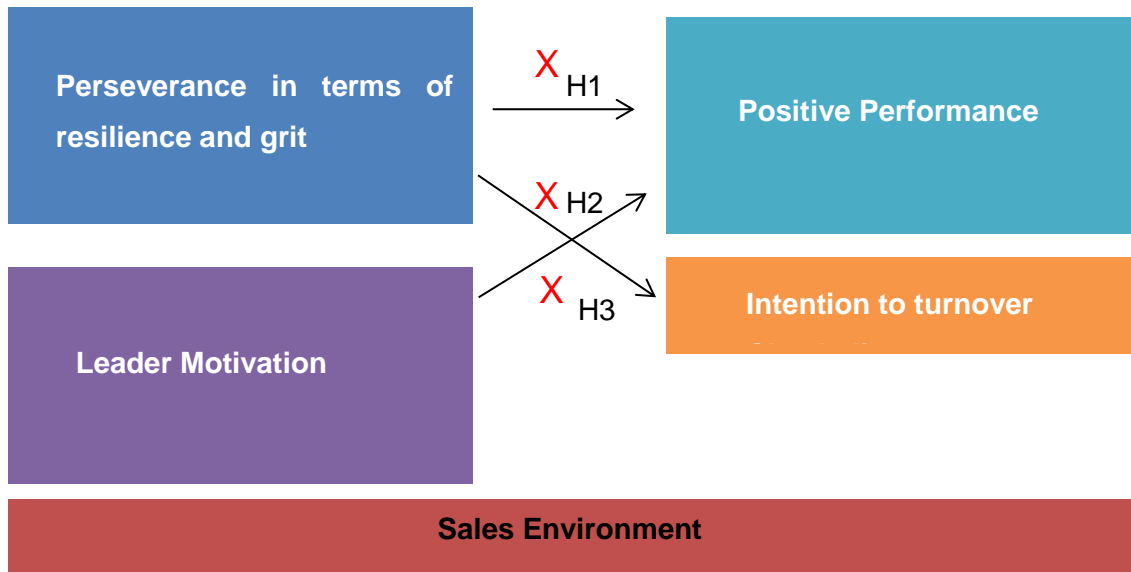 Perseverance in terms of
resilience and grit
X
H1
Positive Performance
X
H2
X
H3
Leader Motivation
Intention to turnover
Sales Environment